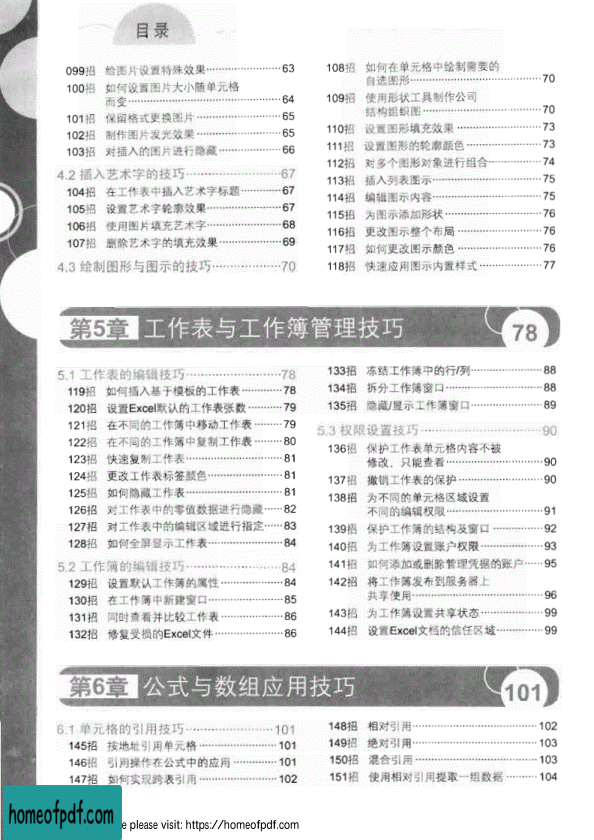 目录
099招 给图片设置特殊效果 63
100招 如何设置图片大小随单元格
而变 64
101招 保留格式更换图片 65
102招 制作图片发光效果 65
103招 对插入的图片进行隐藏 66
4.2 插入艺术字的技巧 67
104招 在工作表中插入艺术字标题 67
105招 设置艺术字轮廓效果 67
106招 使用图片填充艺术字 68
107招 删除艺术字的填充效果 69
4.3 绘制图形与图示的技巧 70
108招 如何在单元格中绘制需要的
自选图形 70
109招 使用形状工具制作公司
结构组织图 70
110招 设置图形填充效果 73
111招 设置图形的轮廓颜色 73
112招 对多个图形对象进行组合 74
113招 插入列表图示 75
114招 编辑图示内容 75
115招 为图示添加形状 76
116招 更改图示整个布局 76
117招 如何更改图示颜色 76
118招 快速应用图示内置样式 77
第5章 工作表与工作簿管理技巧 78
5.1 工作表的编辑技巧 78
119招 如何插入基于模板的工作表 78
120招 设置Excel默认的工作表张数 79
121招 在不同的工作簿中移动工作表 79
122招 在不同的工作簿中复制工作表 80
123招 快速复制工作表 81
124招 更改工作表标签颜色 81
125招 如何隐藏工作表 81
126招 对工作表中的零值数据进行隐藏 82
127招 对工作表中的编辑区域进行指定 83
128招 如何全屏显示工作表 84
5.2 工作簿的编辑技巧 84
129招 设置默认工作簿的属性 84
130招 在工作簿中新建窗口 85
131招 同时查看并比较工作表 86
132招 修复受损的Excel文件 86
133招 冻结工作簿中的行/列 88
134招 拆分工作簿窗口 88
135招 隐藏/显示工作簿窗口 89
5.3 权限设置技巧 90
136招 保护工作表单元格内容不被
修改，只能查看 90
137招 撤销工作表的保护 90
138招 为不同的单元格区域设置
不同的编辑权限 91
139招 保护工作簿的结构及窗口 92
140招 为工作簿设置账户权限 93
141招 如何添加或删除管理凭据的账户 95
142招 将工作簿发布到服务器上
共享使用 96
143招 为工作簿设置共享状态 99
144招 设置Excel文档的信任区域 99
第6章 公式与数组应用技巧 101
6.1 单元格的引用技巧 101
145招 按地址引用单元格 101
146招 引用操作在公式中的应用 101
147招 如何实现跨表引用 102
148招 相对引用 102
149招 绝对引用 103
150招 混合引用 103
151招 使用相对引用提取一组数据 104
homeofpdf.com
e please visit: https://homeofpdf.com